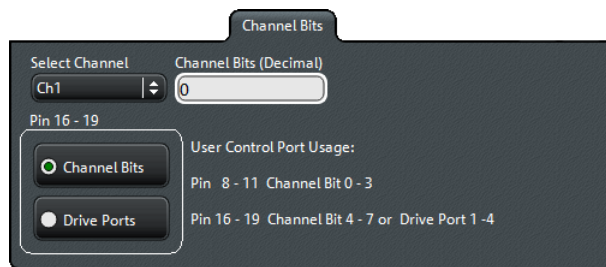 Channel Bits
Select Channel
Channel Bits (Decimal)
Ch1
0
Pin 16 - 19
Channel Bits
Drive Ports
User Control Port Usage:
Pin 8 - 11 Channel Bit 0 - 3
Pin 16 - 19 Channel Bit 4 - 7 or Drive Port 1 -4